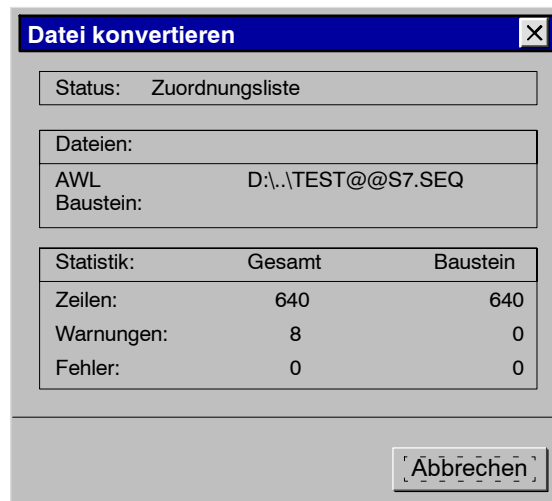 Datei konvertieren
Status: Zuordnungsliste
Dateien:
AWL D:\..\TEST@@S7.SEQ
Baustein:
Statistik: Gesamt Baustein
Zeilen: 640 640
Warnungen: 8 0
Fehler: 0 0
Abbrechen